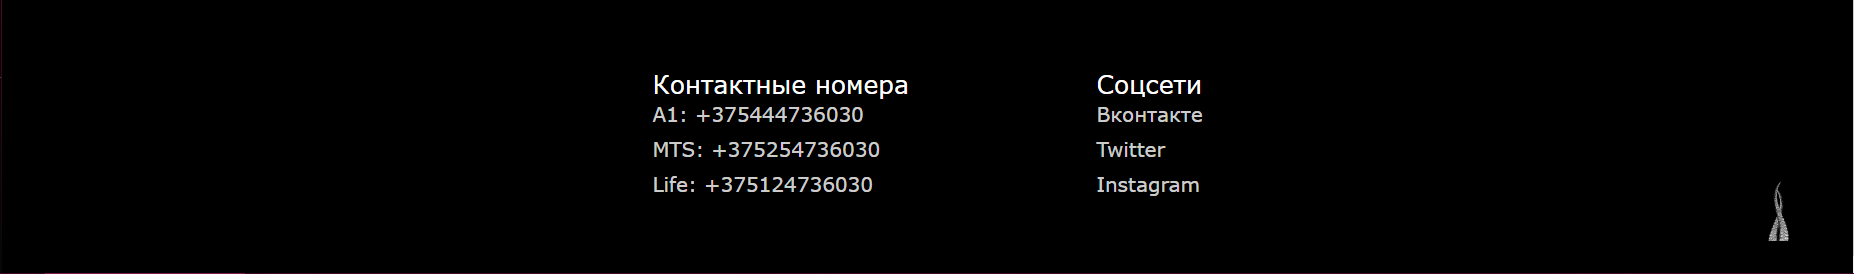 Контактные номера
A1: +375444736030
MTS: +375254736030
Life: +375124736030
Соцсети
Вконтакте
Twitter
Instagram